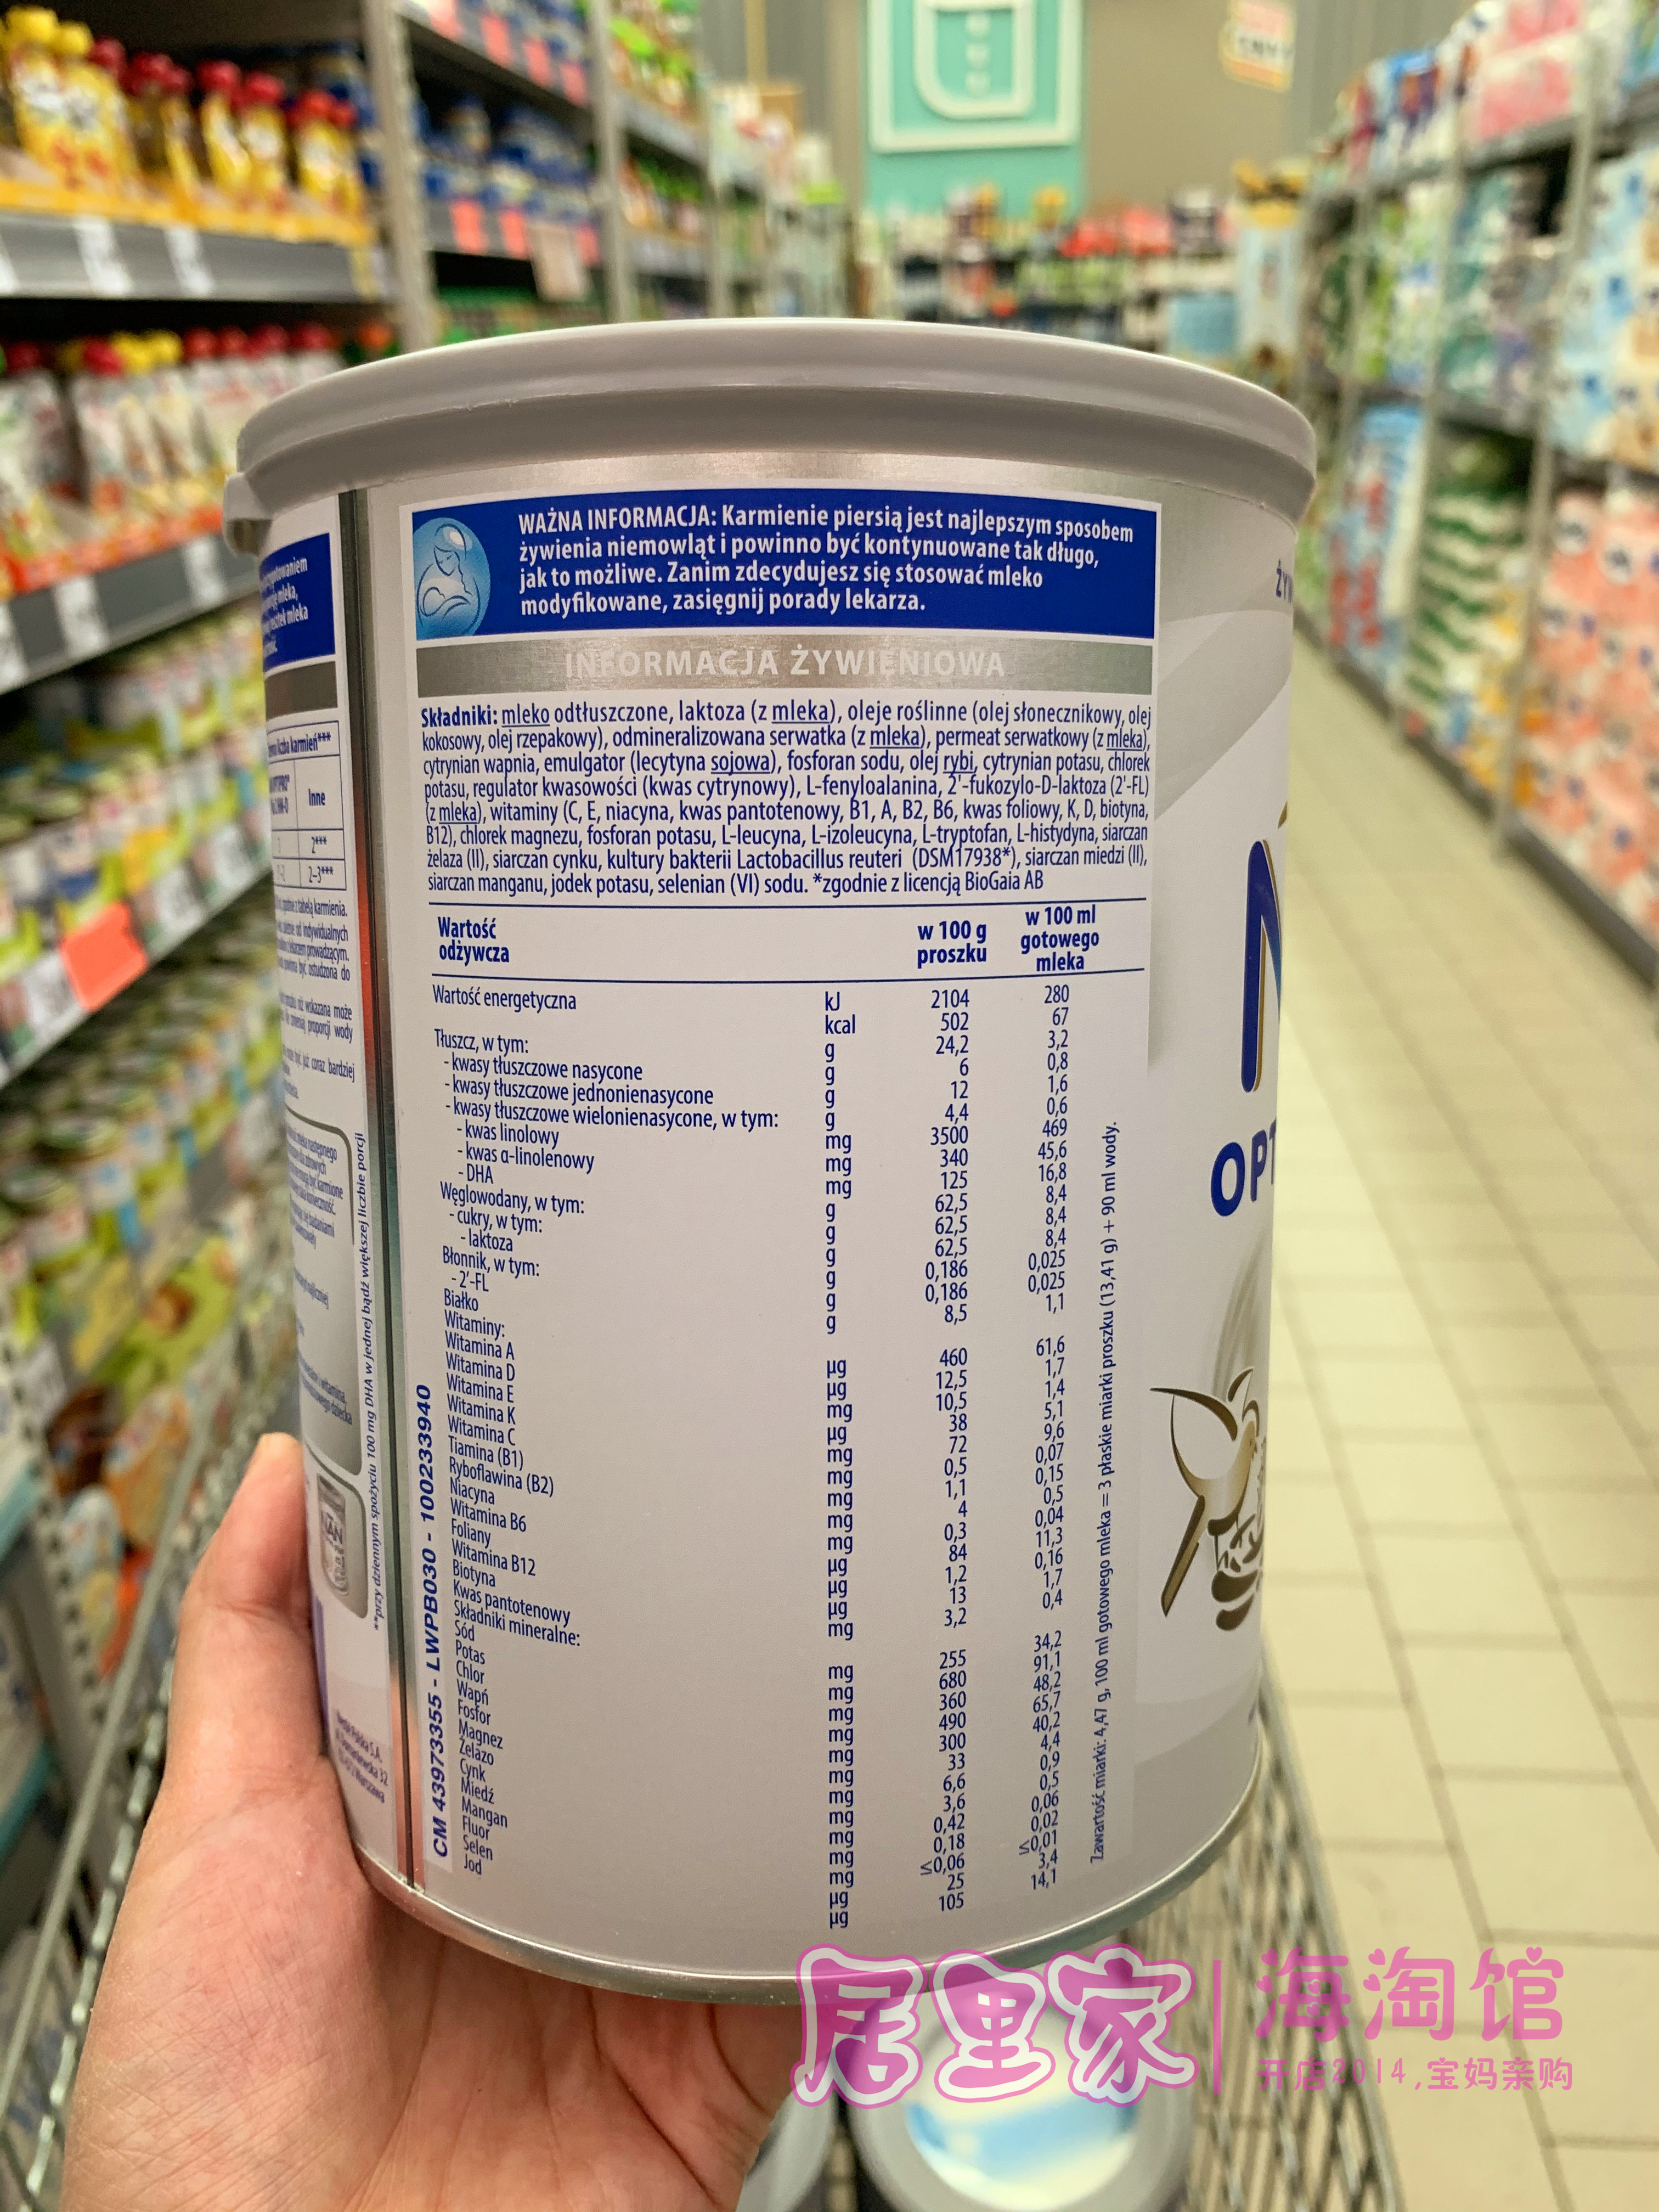 WAŻNA INFORMACJA: Karmienie piersią jest najlepszym sposobem
żywienia niemowląt i powinno być kontynuowane tak długo,
jak to możliwe. Zanim zdecydujesz się stosować mleko
modyfikowane, zasięgnij porady lekarza.
INFORMACJA ŻYWIENIOWA
Składniki: mleko odtłuszczone, laktoza (z mleka), oleje roślinne (olej słonecznikowy, olej
kokosowy, olej rzepakowy), odmineralizowana serwatka (z mleka), permeat serwatkowy (z mleka),
cytrynian wapnia, emulgator (lecytyna sojowa), fosforan sodu, olej rybi, cytrynian potasu, chlorek
potasu, regulator kwasowości (kwas cytrynowy), L-fenyloalanina, 2'-fukozylo-D-laktoza (2'-FL)
(z mleka), witaminy (C, E, niacyna, kwas pantotenowy, B1, A, B2, B6, kwas foliowy, K, D, biotyna,
B12), chlorek magnezu, fosforan potasu, L-leucyna, L-izoleucyna, L-tryptofan, L-histydyna, siarczan
żelaza (II), siarczan cynku, kultury bakterii Lactobacillus reuteri (DSM17938*), siarczan miedzi (II),
siarczan manganu, jodek potasu, selenian (VI) sodu. *zgodnie z licencją BioGaia AB
Wartość odżywcza w 100 g proszku w 100 ml gotowego mleka
Wartość energetyczna kJ 2104 280
kcal 502 67
Tłuszcz, w tym: g 24,2 3,2
- kwasy tłuszczowe nasycone g 6 0,8
- kwasy tłuszczowe jednonienasycone g 12 1,6
- kwasy tłuszczowe wielonienasycone, w tym: g 4,4 0,6
- kwas linolowy mg 3500 469
- kwas α-linolenowy mg 340 45,6
- DHA mg 125 16,8
Węglowodany, w tym: g 62,5 8,4
- cukry, w tym: g 62,5 8,4
- laktoza g 62,5 8,4
Błonnik, w tym: g 0,186 0,025
- 2'-FL g 0,186 0,025
Białko g 8,5 1,1
Witaminy:
Witamina A µg 460 61,6
Witamina D µg 12,5 1,7
Witamina E mg 10,5 1,4
Witamina K µg 38 5,1
Witamina C mg 72 9,6
Tiamina (B1) mg 0,5 0,07
Ryboflawina (B2) mg 1,1 0,15
Niacyna mg 4 0,5
Witamina B6 mg 0,3 0,04
Foliany µg 84 11,3
Witamina B12 µg 1,2 0,16
Biotyna µg 13 1,7
Kwas pantotenowy mg 3,2 0,4
Składniki mineralne:
Sód mg 255 34,2
Potas mg 680 91,1
Chlor mg 360 48,2
Wapń mg 490 65,7
Fosfor mg 300 40,2
Magnez mg 33 4,4
Żelazo mg 6,6 0,9
Cynk mg 3,6 0,5
Miedź mg 0,42 0,06
Mangan mg 0,18 0,02
Fluor mg ≤0,06 ≤0,01
Selen µg 25 3,4
Jod µg 105 14,1
Zawartość miarki: 4,47 g, 100 ml gotowego mleka = 3 płaskie miarki proszku (13,41 g) + 90 ml wody.
CM 43973355 - LWPB030 - 100233940
**przy dziennym spożyciu 100 mg DHA w jednej bądź większej liczbie porcji
liczba karmień***
Inne
2***
2-3***
NAN
OPT
居里家
海淘馆
开店2014,宝妈亲购